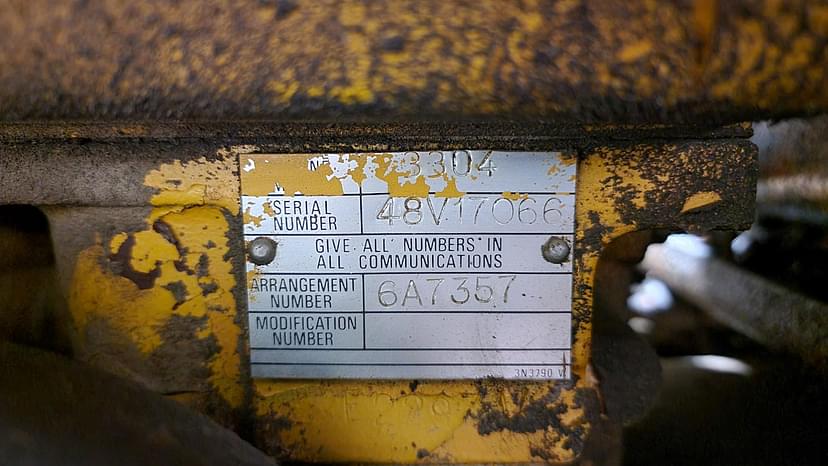 3304
SERIAL NUMBER 48V17066
GIVE ALL NUMBERS IN
ALL COMMUNICATIONS
ARRANGEMENT NUMBER 6A7357
MODIFICATION NUMBER
3N3790